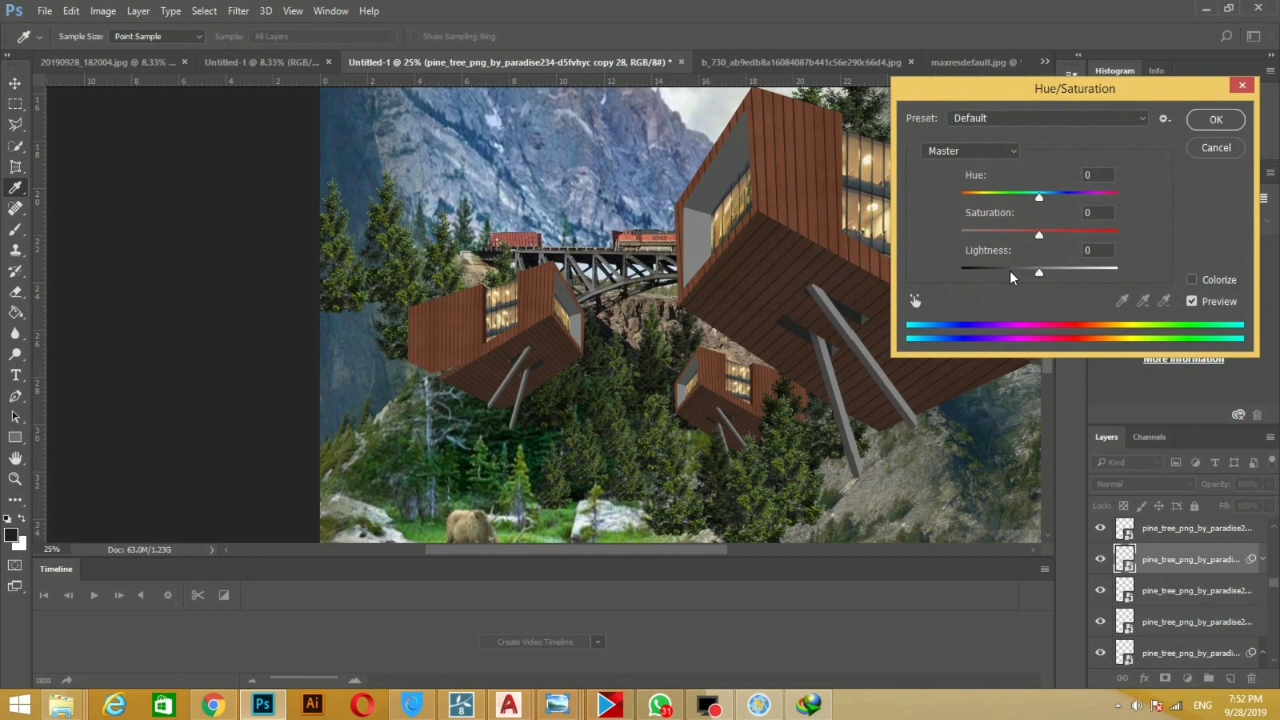 Ps File Edit Image Layer Type Select Filter 3D View Window Help
Sample Size: Point Sample Sample: All Layers Show Sampling Ring
20190928_182004.jpg @ 8.33% ... × Untitled-1 @ 8.33% (RGB/... × Untitled-1 @ 25% (pine_tree_png_by_paradise234-d5fvhyc copy 28, RGB/8#) * × b_730_ab9edb8a16084087b441c56e290c66d4.jpg × maxresdefault.jpg @
Histogram Info
Hue/Saturation
Preset: Default OK
Master Cancel
Hue: 0
Saturation: 0
Lightness: 0
Colorize
Preview
More Information
Layers Channels
Kind
Normal Opacity: 100%
Lock: Fill: 100%
pine_tree_png_by_paradise2...
pine_tree_png_by_paradi...
pine_tree_png_by_paradise2...
pine_tree_png_by_paradise2...
pine_tree_png_by_paradi...
25% Doc: 63.0M/1.23G
Timeline
Create Video Timeline
Ps Ai 8 A 31 ENG
7:52 PM
9/28/2019